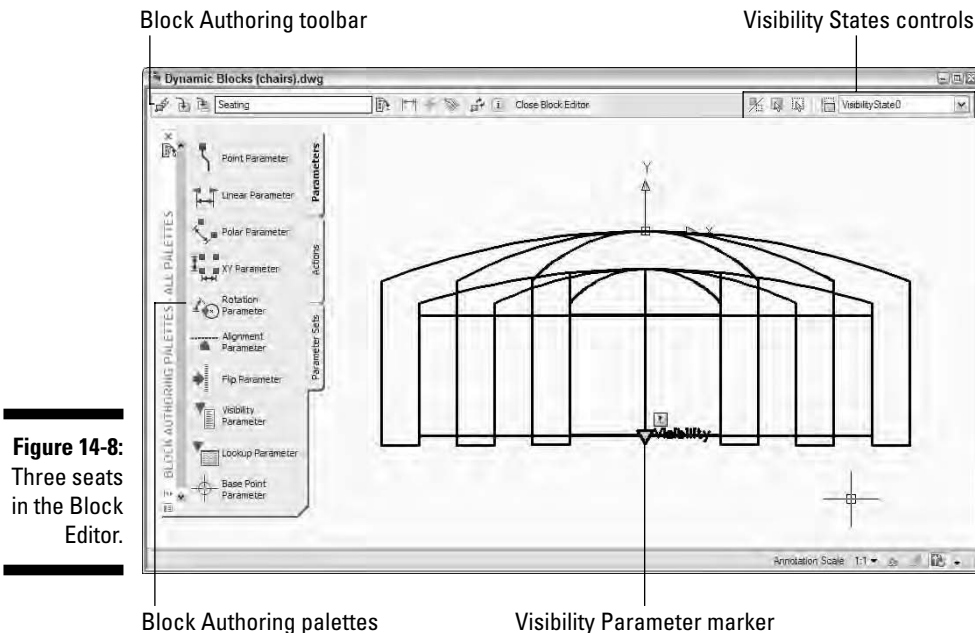 Block Authoring toolbar
Visibility States controls
Dynamic Blocks (chairs).dwg
Seating
Close Block Editor
VisibilityState0
Point Parameter
Linear Parameter
Polar Parameter
XY Parameter
Rotation
Parameter
Alignment
Parameter
Flip Parameter
Visibility
Parameter
Lookup Parameter
Base Point
Parameter
Parameters
Actions
Parameter Sets
BLOCK AUTHORING PALETTES - ALL PALETTES
Y
X
Visibility
Annotation Scale 1:1
Figure 14-8:
Three seats
in the Block
Editor.
Block Authoring palettes
Visibility Parameter marker